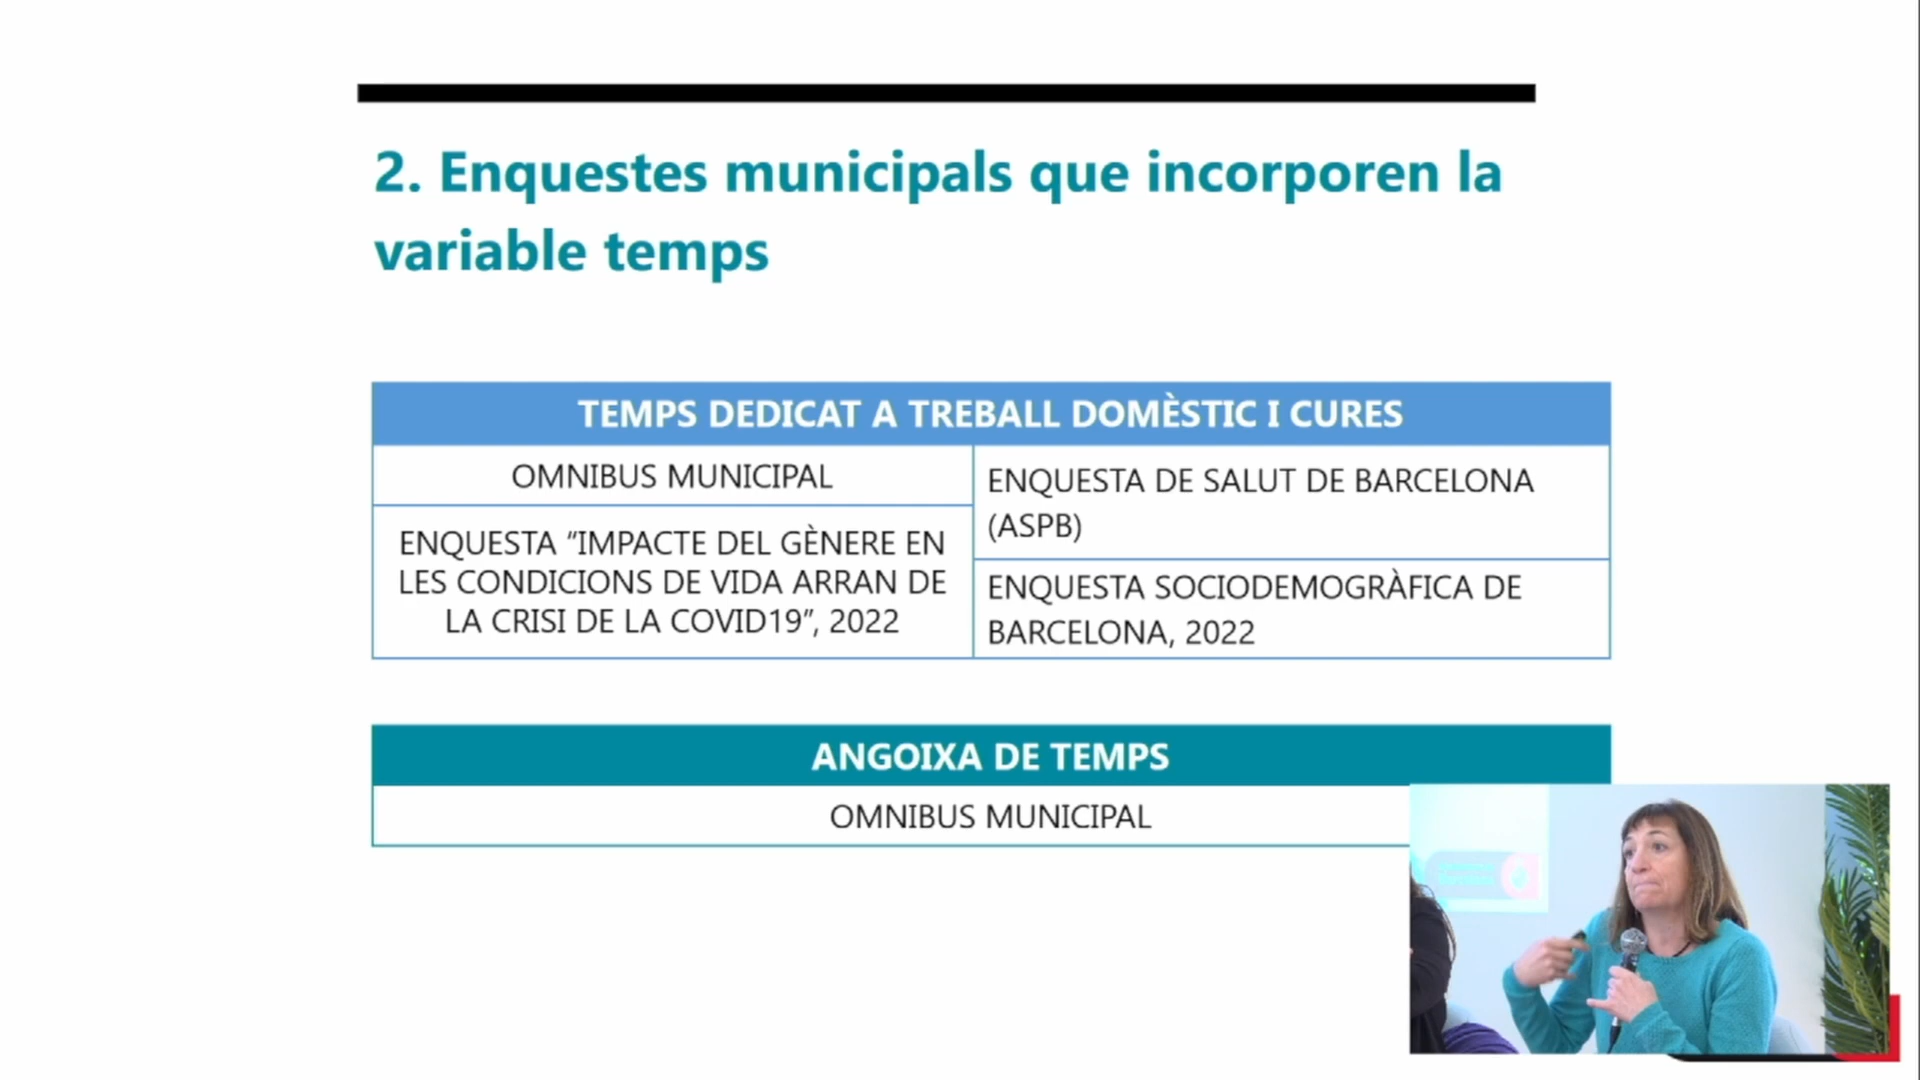 2. Enquestes municipals que incorporen la
variable temps
TEMPS DEDICAT A TREBALL DOMÈSTIC I CURES
OMNIBUS MUNICIPAL
ENQUESTA “IMPACTE DEL GÈNERE EN
LES CONDICIONS DE VIDA ARRAN DE
LA CRISI DE LA COVID19”, 2022
ENQUESTA DE SALUT DE BARCELONA
(ASPB)
ENQUESTA SOCIODEMOGRÀFICA DE
BARCELONA, 2022
ANGOIXA DE TEMPS
OMNIBUS MUNICIPAL